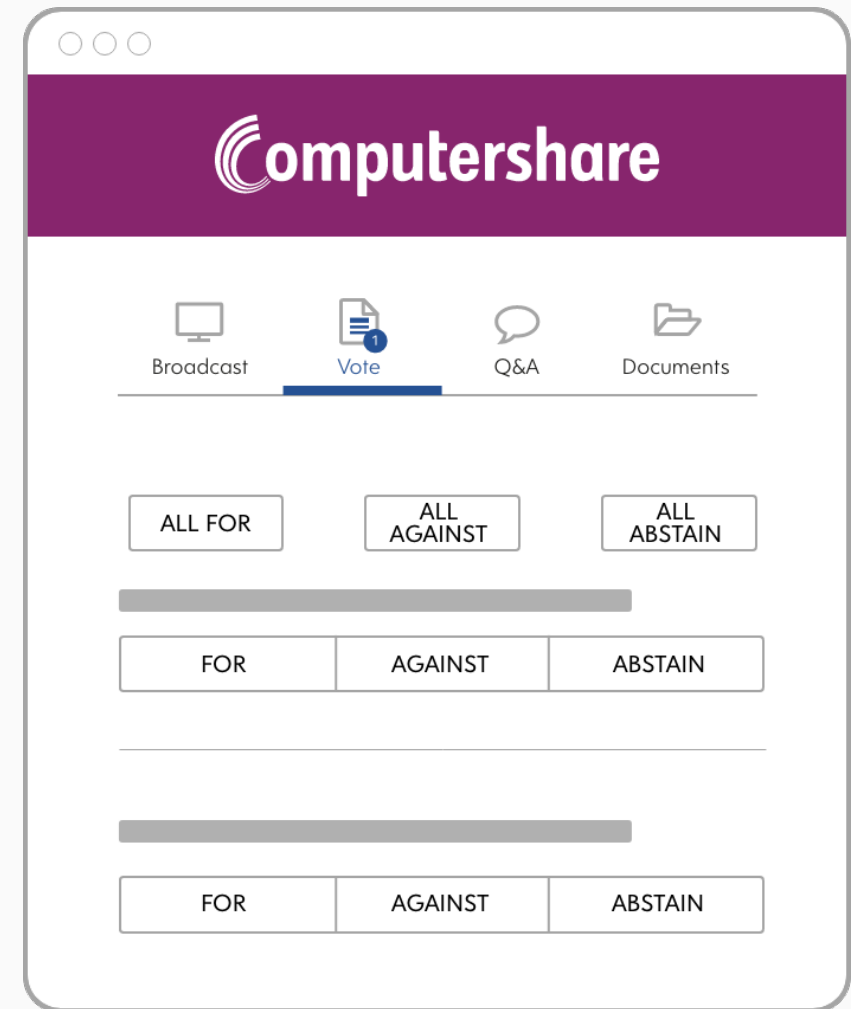 Computershare
1
Broadcast Vote Q&A Documents
ALL FOR ALL AGAINST ALL ABSTAIN
FOR AGAINST ABSTAIN
FOR AGAINST ABSTAIN